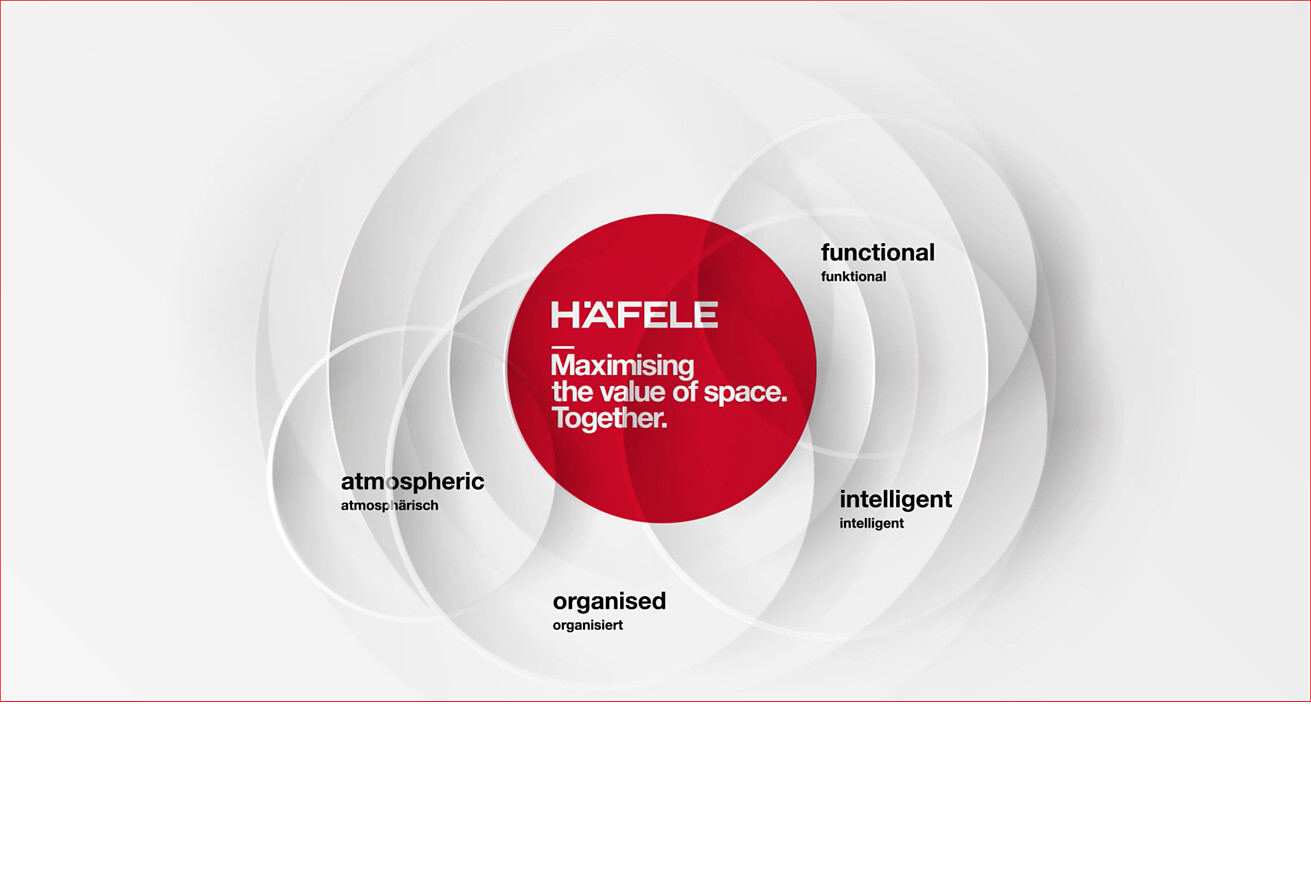 functional
funktional
HÄFELE
Maximising
the value of space.
Together.
atmospheric
atmosphärisch
intelligent
intelligent
organised
organisiert